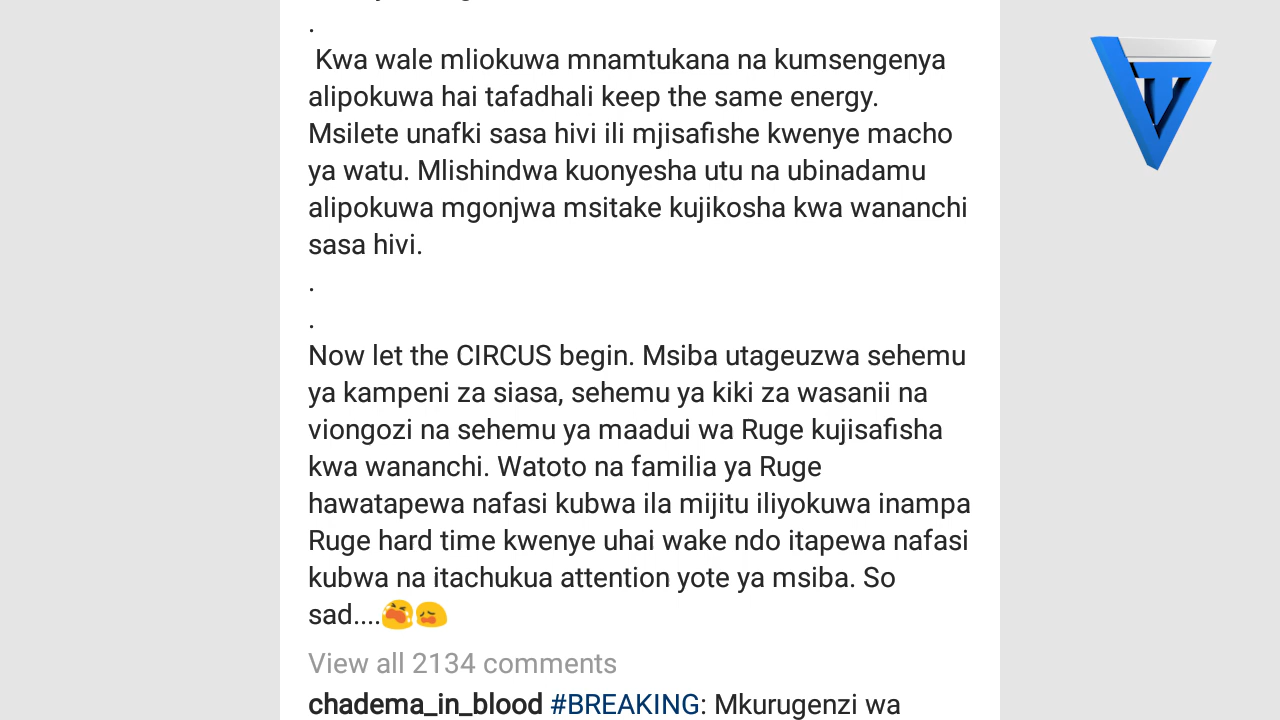 .
Kwa wale mliokuwa mnamtukana na kumsengenya
alipokuwa hai tafadhali keep the same energy.
Msilete unafki sasa hivi ili mjisafishe kwenye macho
ya watu. Mlishindwa kuonyesha utu na ubinadamu
alipokuwa mgonjwa msitake kujikosha kwa wananchi
sasa hivi.
.
.
Now let the CIRCUS begin. Msiba utageuzwa sehemu
ya kampeni za siasa, sehemu ya kiki za wasanii na
viongozi na sehemu ya maadui wa Ruge kujisafisha
kwa wananchi. Watoto na familia ya Ruge
hawatapewa nafasi kubwa ila mijitu iliyokuwa inampa
Ruge hard time kwenye uhai wake ndo itapewa nafasi
kubwa na itachukua attention yote ya msiba. So
sad....😭😩
View all 2134 comments
chadema_in_blood #BREAKING: Mkurugenzi wa